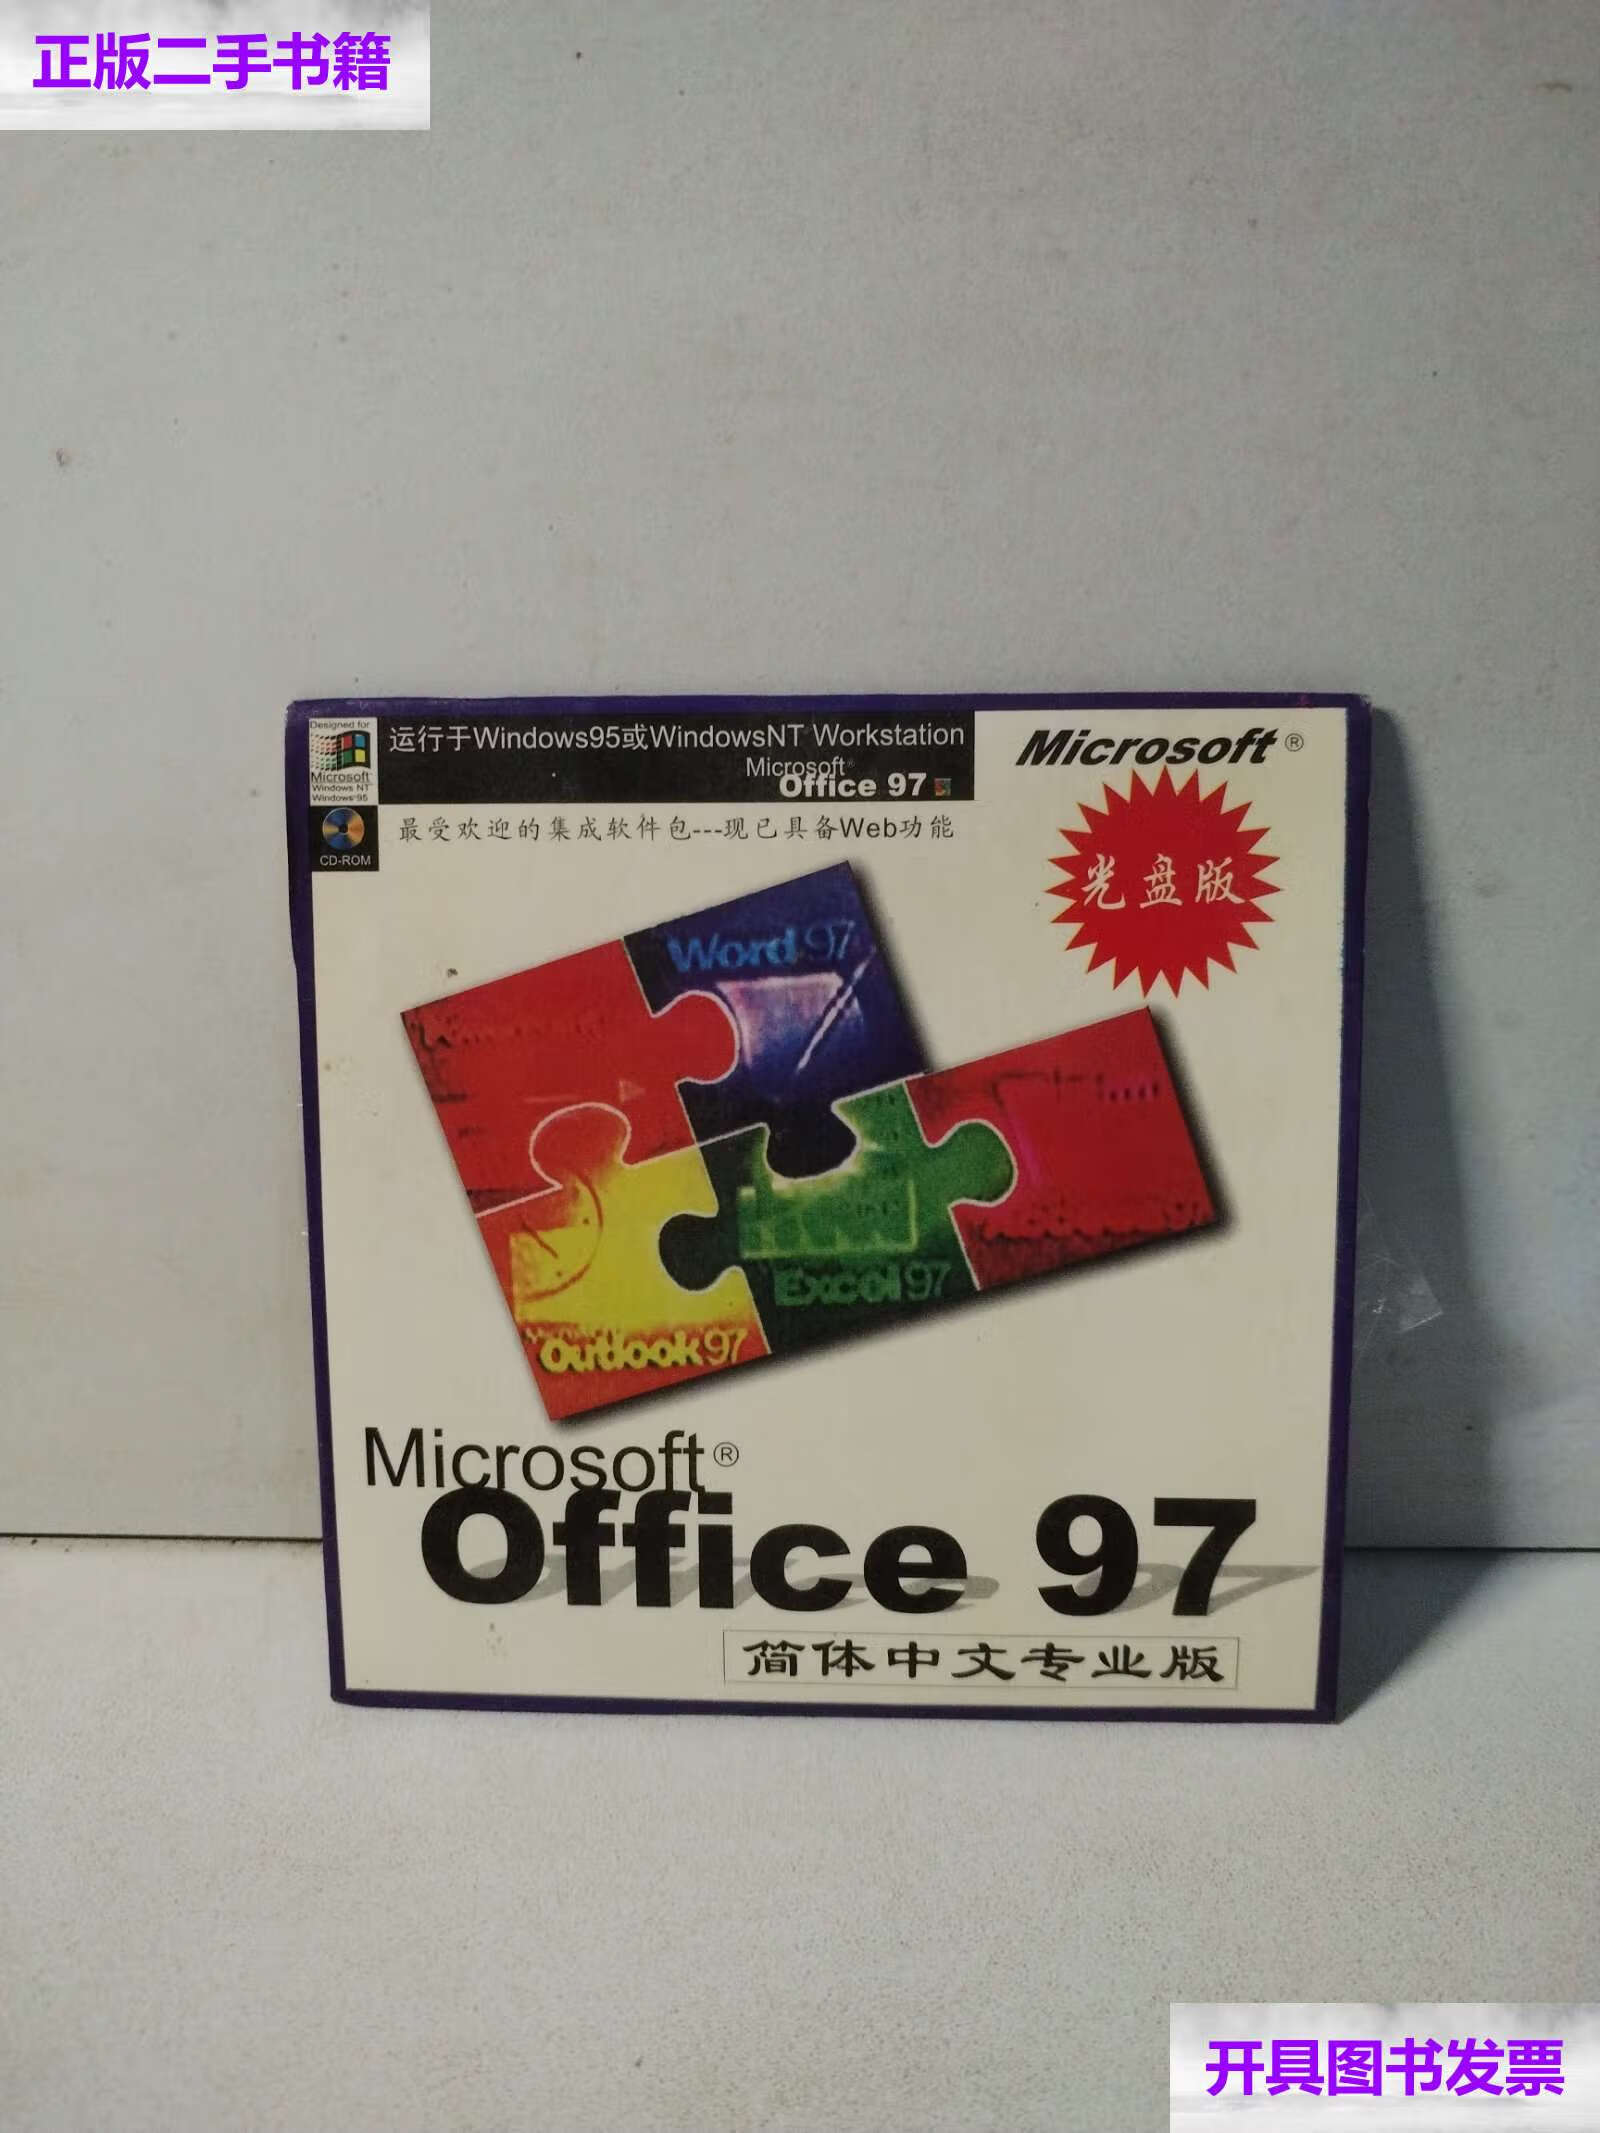 正版二手书籍
Designed for
Microsoft
Windows NT
Windows 95
运行于Windows95或WindowsNT Workstation
Microsoft®
Office 97
Microsoft®
CD-ROM
最受欢迎的集成软件包---现已具备Web功能
光盘版
Word 97
Excel 97
Outlook 97
Microsoft®
Office 97
简体中文专业版
开具图书发票